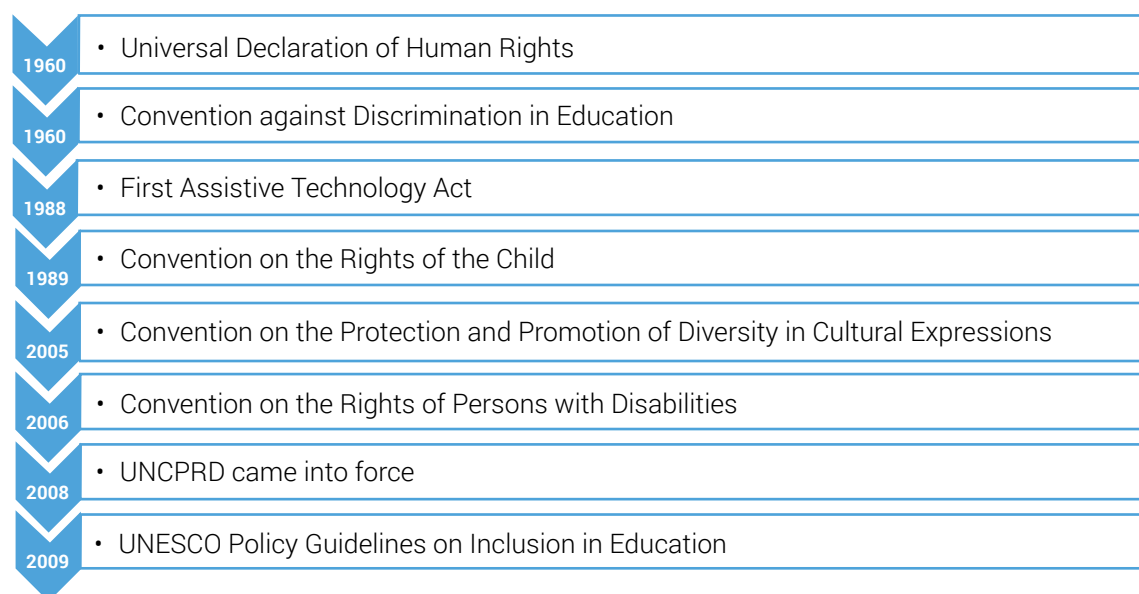 1960 • Universal Declaration of Human Rights
1960 • Convention against Discrimination in Education
1988 • First Assistive Technology Act
1989 • Convention on the Rights of the Child
2005 • Convention on the Protection and Promotion of Diversity in Cultural Expressions
2006 • Convention on the Rights of Persons with Disabilities
2008 • UNCPRD came into force
2009 • UNESCO Policy Guidelines on Inclusion in Education